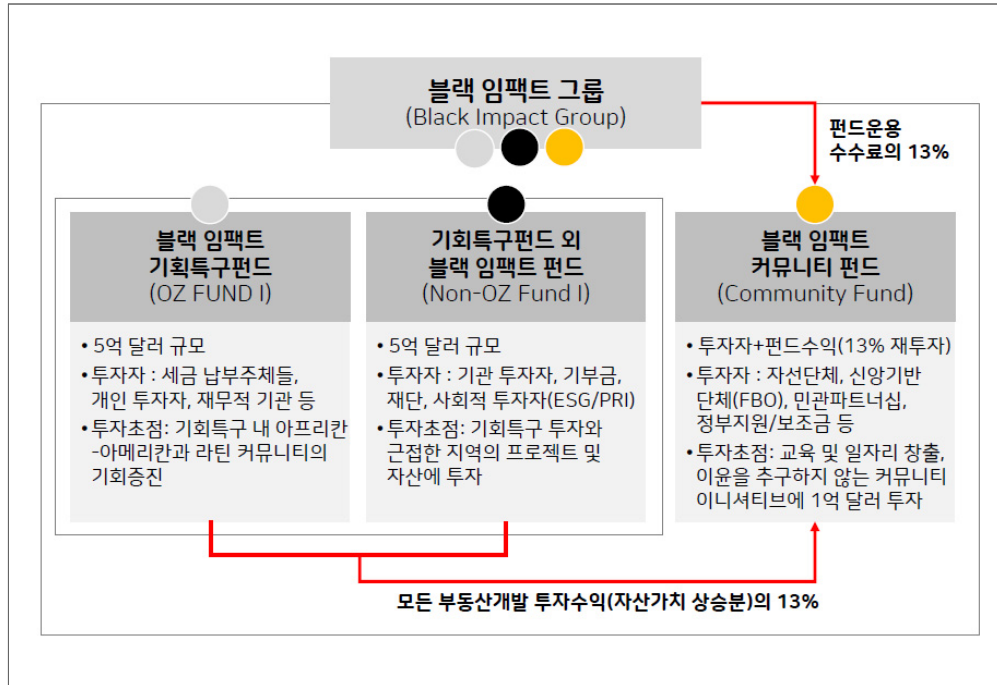 블랙 임팩트 그룹
(Black Impact Group)
펀드운용
수수료의 13%
블랙 임팩트
기획특구펀드
(OZ FUND I)
• 5억 달러 규모
• 투자자 : 세금 납부주체들,
개인 투자자, 재무적 기관 등
• 투자초점: 기회특구 내 아프리칸
-아메리칸과 라틴 커뮤니티의
기회증진
기회특구펀드 외
블랙 임팩트 펀드
(Non-OZ Fund I)
• 5억 달러 규모
• 투자자 : 기관 투자자, 기부금,
재단, 사회적 투자자(ESG/PRI)
• 투자초점: 기회특구 투자와
근접한 지역의 프로젝트 및
자산에 투자
블랙 임팩트
커뮤니티 펀드
(Community Fund)
• 투자자+펀드수익(13% 재투자)
• 투자자 : 자선단체, 신앙기반
단체(FBO), 민관파트너십,
정부지원/보조금 등
• 투자초점: 교육 및 일자리 창출,
이윤을 추구하지 않는 커뮤니티
이니셔티브에 1억 달러 투자
모든 부동산개발 투자수익(자산가치 상승분)의 13%